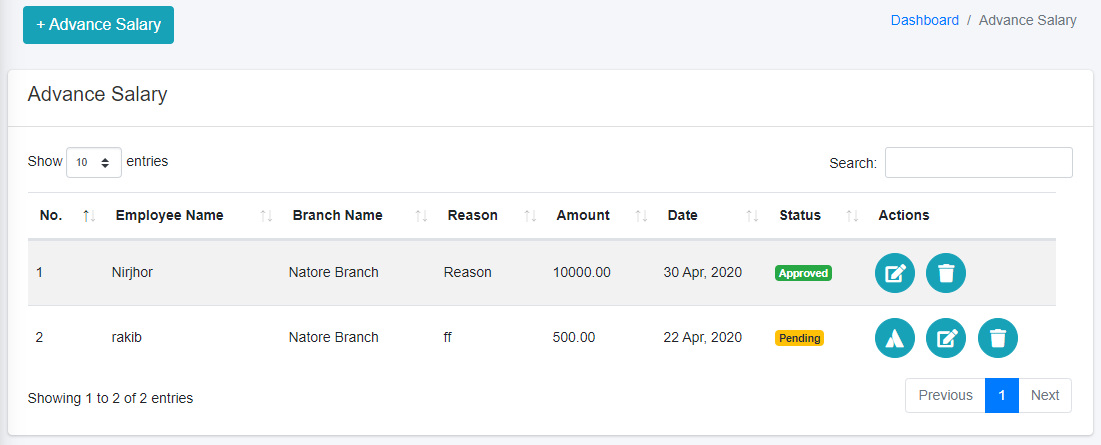 + Advance Salary
Dashboard / Advance Salary
Advance Salary
Show 10 entries
Search:
No. Employee Name Branch Name Reason Amount Date Status Actions
1 Nirjhor Natore Branch Reason 10000.00 30 Apr, 2020 Approved
2 rakib Natore Branch ff 500.00 22 Apr, 2020 Pending
Showing 1 to 2 of 2 entries
Previous 1 Next